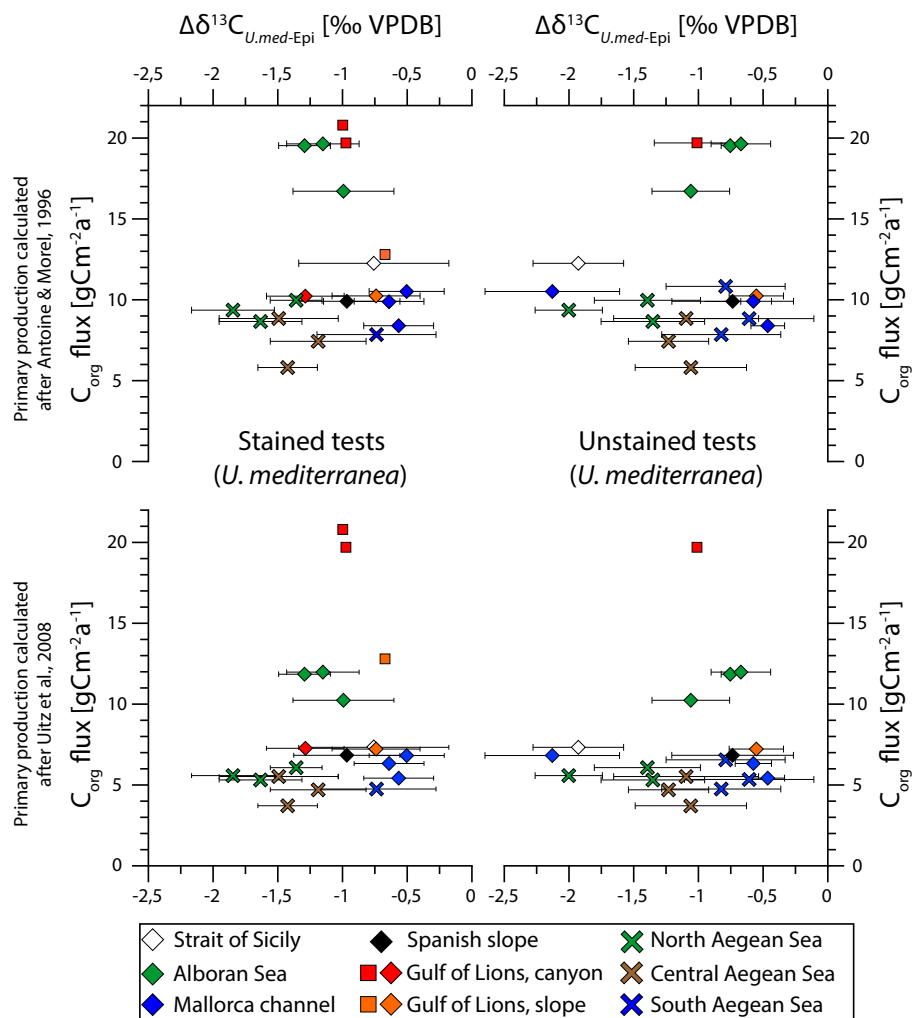 Δδ¹³C_U.med-Epi [‰ VPDB]
Δδ¹³C_U.med-Epi [‰ VPDB]
-2,5 -2 -1,5 -1 -0,5 0
-2 -1,5 -1 -0,5 0
Primary production calculated
after Antoine & Morel, 1996
C_org flux [gCm⁻²a⁻¹]
20
15
10
5
0
Stained tests
(U. mediterranea)
Unstained tests
(U. mediterranea)
20
15
10
5
0
C_org flux [gCm⁻²a⁻¹]
Primary production calculated
after Uitz et al., 2008
C_org flux [gCm⁻²a⁻¹]
20
15
10
5
0
20
15
10
5
0
C_org flux [gCm⁻²a⁻¹]
-2,5 -2 -1,5 -1 -0,5 0
-2,5 -2 -1,5 -1 -0,5 0
Strait of Sicily
Alboran Sea
Mallorca channel
Spanish slope
Gulf of Lions, canyon
Gulf of Lions, slope
North Aegean Sea
Central Aegean Sea
South Aegean Sea